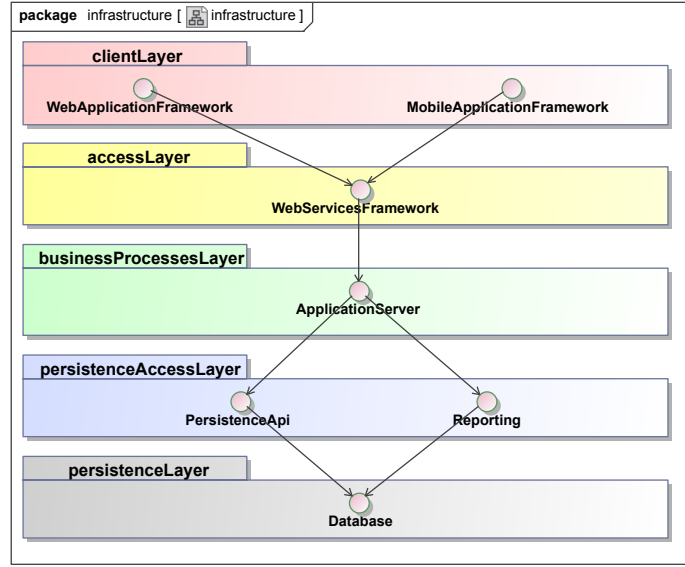 package infrastructure [ infrastructure ]
clientLayer
WebApplicationFramework MobileApplicationFramework
accessLayer
WebServicesFramework
businessProcessesLayer
ApplicationServer
persistenceAccessLayer
PersistenceApi Reporting
persistenceLayer
Database